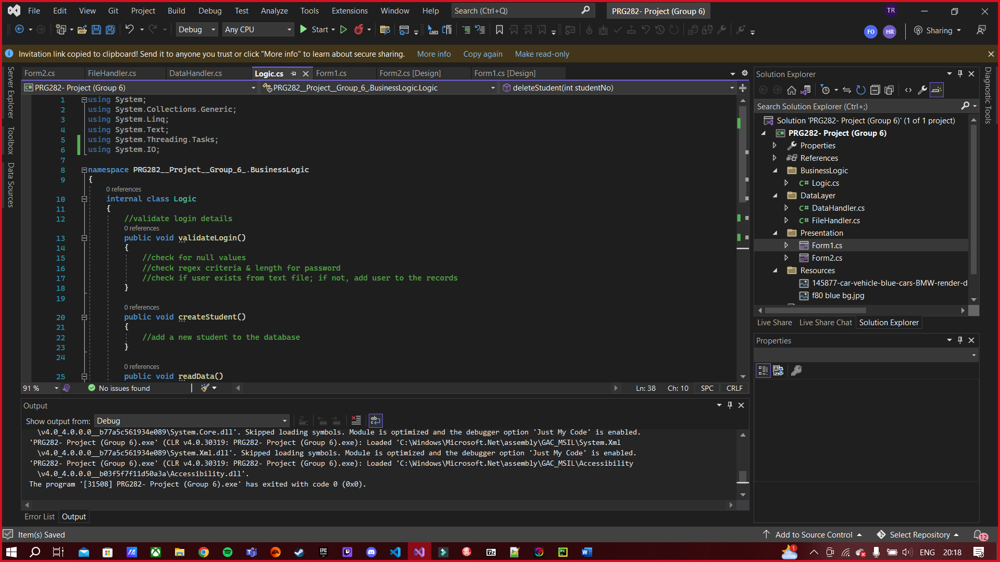 File Edit View Git Project Build Debug Test Analyze Tools Extensions Window Help Search (Ctrl+Q) PRG282- Project (Group 6) TR
Debug Any CPU Start FO HR Sharing
Invitation link copied to clipboard! Send it to anyone you trust or click "More info" to learn about secure sharing. More info Copy again Make read-only
Server Explorer
Toolbox
Data Sources
Form2.cs FileHandler.cs DataHandler.cs Logic.cs Form1.cs Form2.cs [Design] Form1.cs [Design]
C# PRG282- Project (Group 6) PRG282__Project__Group_6_.BusinessLogic.Logic deleteStudent(int studentNo)
1 using System;
2 using System.Collections.Generic;
3 using System.Linq;
4 using System.Text;
5 using System.Threading.Tasks;
6 using System.IO;
7
8 namespace PRG282__Project__Group_6_.BusinessLogic
9 {
0 references
10 internal class Logic
11 {
12 //validate login details
0 references
13 public void validateLogin()
14 {
15 //check for null values
16 //check regex criteria & length for password
17 //check if user exists from text file; if not, add user to the records
18 }
19
0 references
20 public void createStudent()
21 {
22 //add a new student to the database
23 }
24
0 references
25 public void readData()
91 % No issues found Ln: 38 Ch: 10 SPC CRLF
Output
Show output from: Debug
\v4.0_4.0.0.0__b77a5c561934e089\System.Core.dll'. Skipped loading symbols. Module is optimized and the debugger option 'Just My Code' is enabled.
'PRG282- Project (Group 6).exe' (CLR v4.0.30319: PRG282- Project (Group 6).exe): Loaded 'C:\Windows\Microsoft.Net\assembly\GAC_MSIL\System.Xml
\v4.0_4.0.0.0__b77a5c561934e089\System.Xml.dll'. Skipped loading symbols. Module is optimized and the debugger option 'Just My Code' is enabled.
'PRG282- Project (Group 6).exe' (CLR v4.0.30319: PRG282- Project (Group 6).exe): Loaded 'C:\Windows\Microsoft.Net\assembly\GAC_MSIL\Accessibility
\v4.0_4.0.0.0__b03f5f7f11d50a3a\Accessibility.dll'.
The program '[31508] PRG282- Project (Group 6).exe' has exited with code 0 (0x0).
Error List Output
Solution Explorer
Search Solution Explorer (Ctrl+;)
Solution 'PRG282- Project (Group 6)' (1 of 1 project)
C# PRG282- Project (Group 6)
Properties
References
BusinessLogic
C# Logic.cs
DataLayer
C# DataHandler.cs
C# FileHandler.cs
Presentation
Form1.cs
Form2.cs
Resources
145877-car-vehicle-blue-cars-BMW-render-d
f80 blue bg.jpg
Live Share Live Share Chat Solution Explorer
Properties
Diagnostic Tools
Item(s) Saved Add to Source Control Select Repository 12
EA EPIC GAMES 7z PC W 1 ENG 20:18